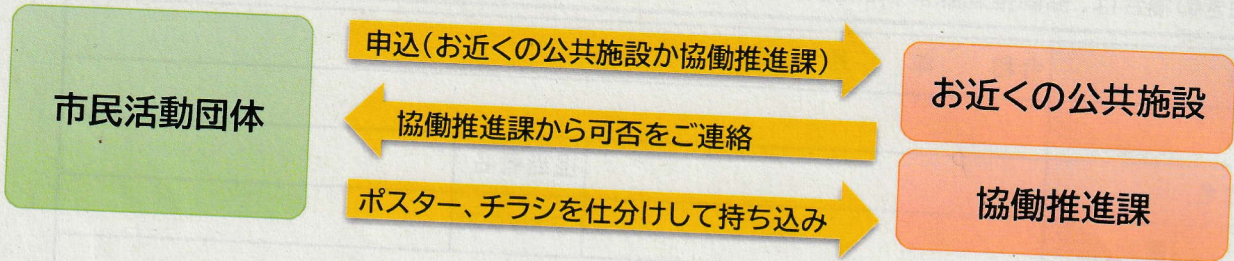 市民活動団体
申込(お近くの公共施設か協働推進課)
協働推進課から可否をご連絡
ポスター、チラシを仕分けして持ち込み
お近くの公共施設
協働推進課